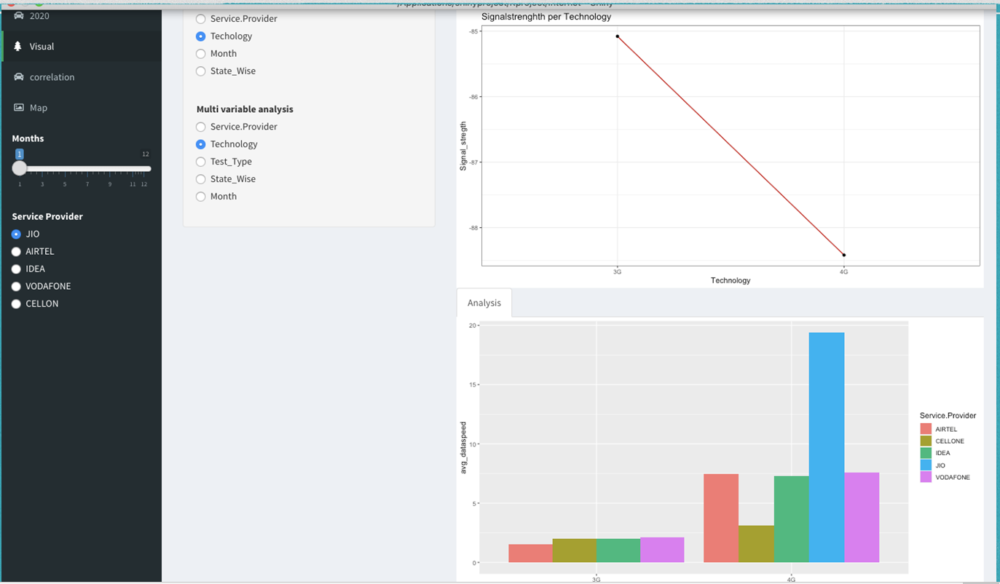 2020
Visual
correlation
Map
Months
1
12
1 3 5 7 9 11 12
Service Provider
JIO
AIRTEL
IDEA
VODAFONE
CELLON
Service.Provider
Techology
Month
State_Wise
Multi variable analysis
Service.Provider
Technology
Test_Type
State_Wise
Month
Signalstrenghth per Technology
Signal_stregth
-85
-86
-87
-88
3G 4G
Technology
Analysis
avg_dataspeed
20
15
10
5
0
3G 4G
Service.Provider
AIRTEL
CELLONE
IDEA
JIO
VODAFONE